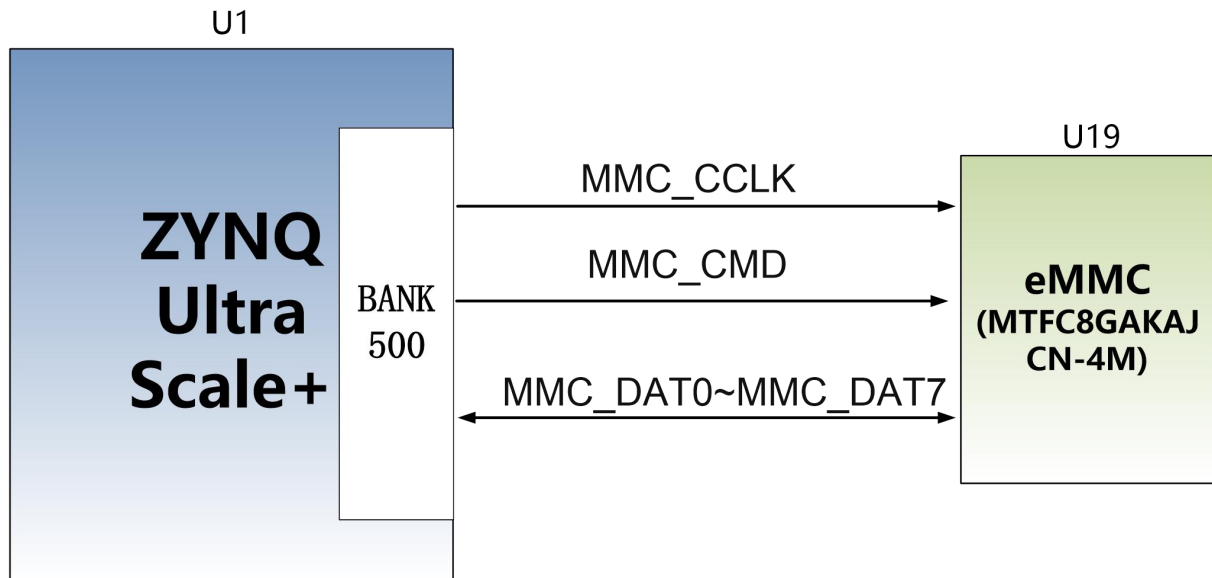 U1
ZYNQ
Ultra
Scale+
BANK
500
MMC_CCLK
MMC_CMD
MMC_DAT0~MMC_DAT7
U19
eMMC
(MTFC8GAKAJ
CN-4M)